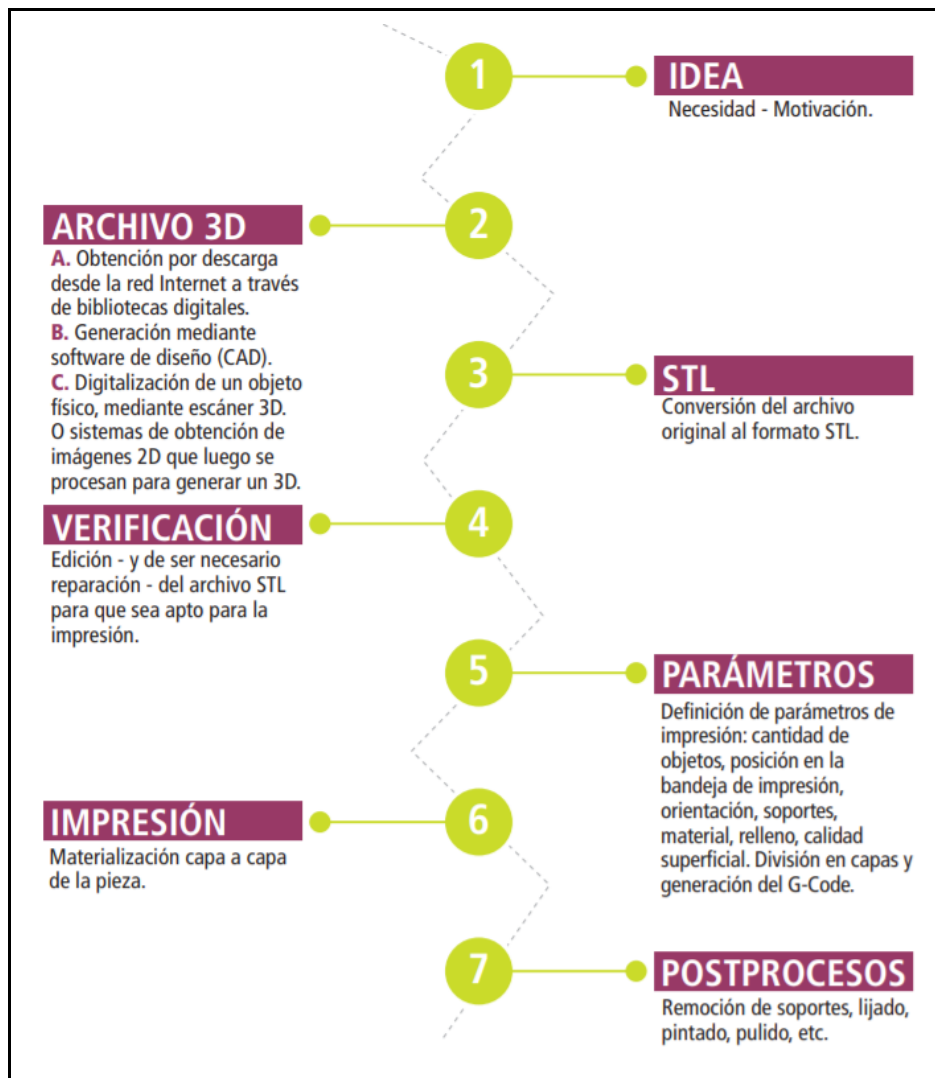 1
IDEA
Necesidad - Motivación.
2
ARCHIVO 3D
A. Obtención por descarga
desde la red Internet a través
de bibliotecas digitales.
B. Generación mediante
software de diseño (CAD).
C. Digitalización de un objeto
físico, mediante escáner 3D.
O sistemas de obtención de
imágenes 2D que luego se
procesan para generar un 3D.
3
STL
Conversión del archivo
original al formato STL.
4
VERIFICACIÓN
Edición - y de ser necesario
reparación - del archivo STL
para que sea apto para la
impresión.
5
PARÁMETROS
Definición de parámetros de
impresión: cantidad de
objetos, posición en la
bandeja de impresión,
orientación, soportes,
material, relleno, calidad
superficial. División en capas y
generación del G-Code.
6
IMPRESIÓN
Materialización capa a capa
de la pieza.
7
POSTPROCESOS
Remoción de soportes, lijado,
pintado, pulido, etc.